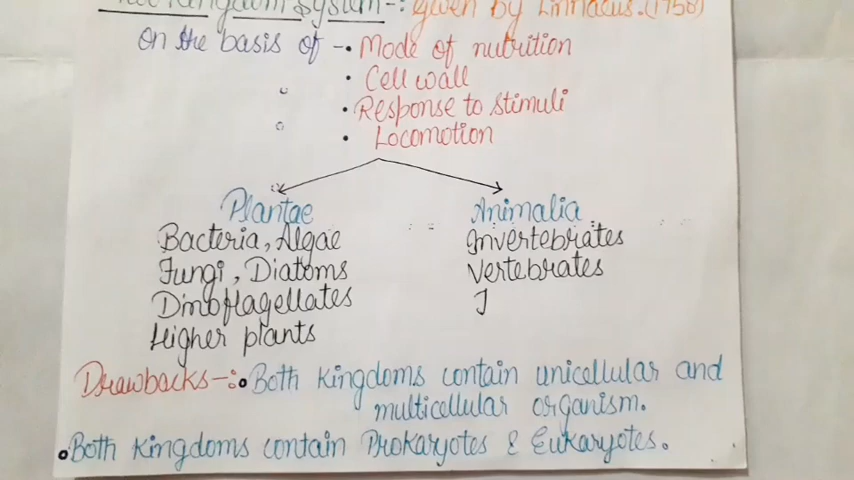 Kingdom System-: given by Linnaeus.(1758)
on the basis of -• Mode of nutrition
• Cell wall
• Response to stimuli
• Locomotion
Plantae
Bacteria, Algae
Fungi, Diatoms
Dinoflagellates
Higher plants
Animalia
Invertebrates
Vertebrates
I
Drawbacks-:• Both kingdoms contain unicellular and
multicellular organism.
• Both kingdoms contain Prokaryotes & Eukaryotes.